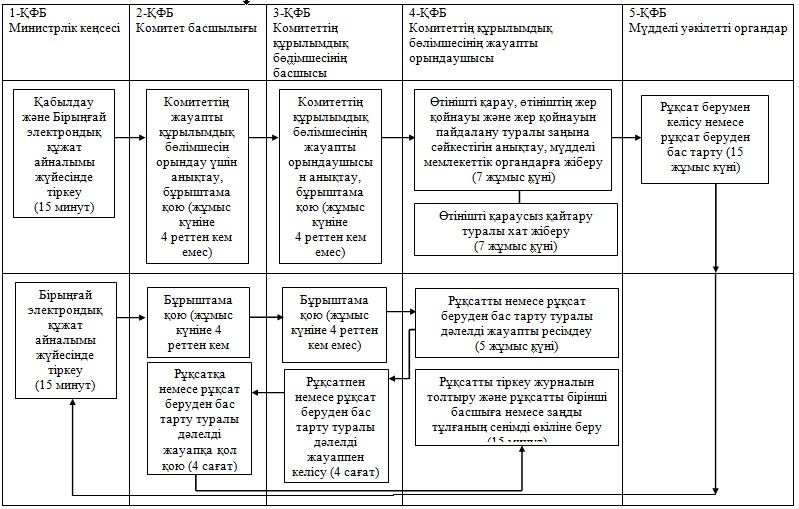 1-ҚФБ
Министрлік кеңсесі
2-ҚФБ
Комитет басшылығы
3-ҚФБ
Комитеттің
құрылымдық
бөдімшесінің
басшысы
4-ҚФБ
Комитеттің құрылымдық
бөлімшесінің жауапты
орындаушысы
5-ҚФБ
Мүдделі уәкілетті органдар
Қабылдау
және Бірыңғай
электрондық
құжат
айналымы
жүйесінде
тіркеу
(15 минут)
Комитеттің
жауапты
құрылымдық
бөлімшесін
орындау үшін
анықтау,
бұрыштама
қою (жұмыс
күніне
4 реттен кем
емес)
Комитеттің
құрылымдық
бөлімшесінің
жауапты
орындаушысы
н анықтау,
бұрыштама
қою (жұмыс
күніне
4 реттен кем
емес)
Өтінішті қарау, өтініштің жер
қойнауы және жер қойнауын
пайдалану туралы заңына
сәйкестігін анықтау, мүдделі
мемлекеттік органдарға жіберу
(7 жұмыс күні)
Өтінішті қараусыз қайтару
туралы хат жіберу
(7 жұмыс күні)
Рұқсат берумен
келісу немесе
рұқсат беруден
бас тарту (15
жұмыс күні)
Бірыңғай
электрондық
құжат
айналымы
жүйесінде
тіркеу
(15 минут)
Бұрыштама
қою (жұмыс
күніне 4
реттен кем
Бұрыштама
қою (жұмыс
күніне 4 реттен
кем емес)
Рұқсатты немесе рұқсат
беруден бас тарту туралы
дәлелді жауапты ресімдеу
(5 жұмыс күні)
Рұқсатқа
немесе рұқсат
беруден бас
тарту туралы
дәлелді
жауапқа қол
қою (4 сағат)
Рұқсатпен
немесе рұқсат
беруден бас
тарту туралы
дәлелді
жауаппен
келісу (4 сағат)
Рұқсатты тіркеу журналын
толтыру және рұқсатты бірінші
басшыға немесе заңды
тұлғаның сенімді өкіліне беру
(15 минут)